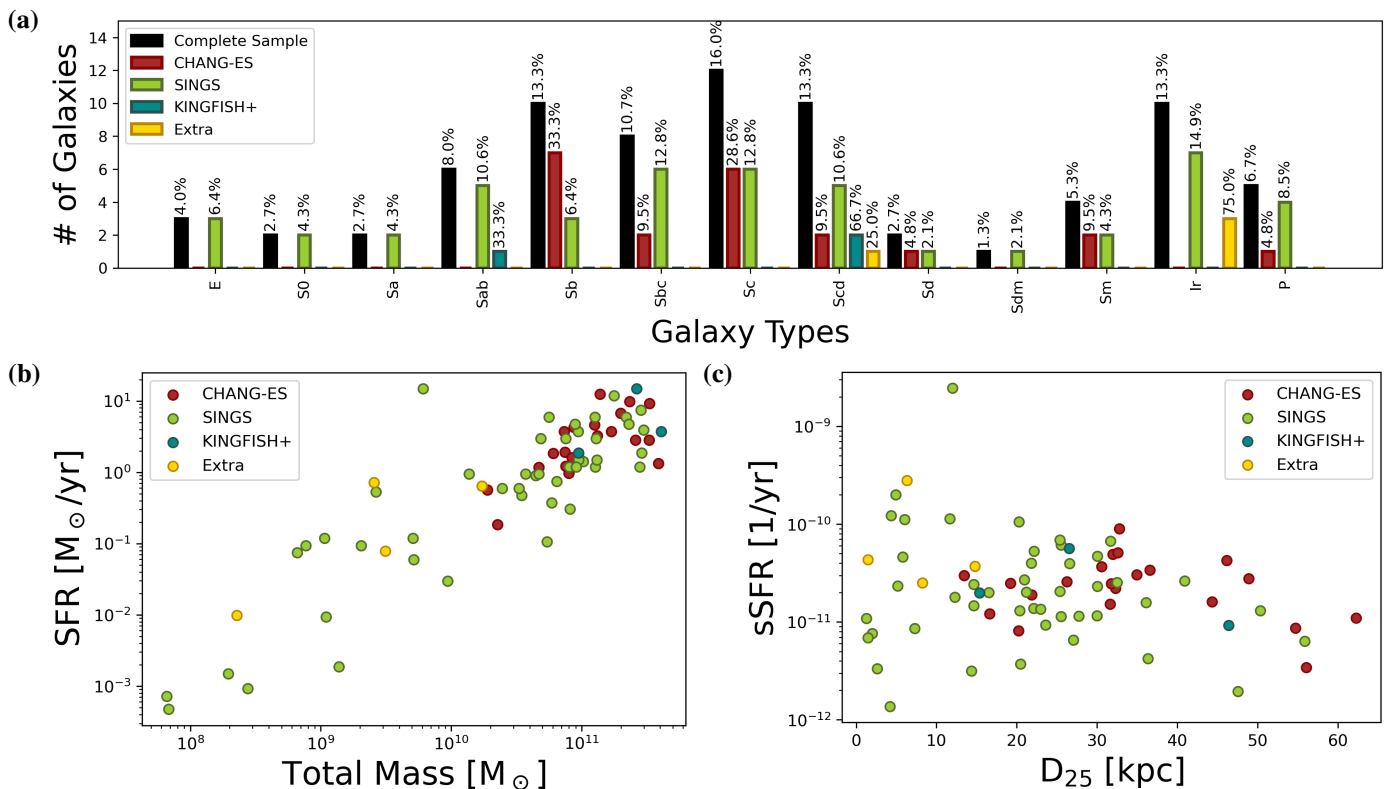 (a)
# of Galaxies
14
12
10
8
6
4
2
0
Complete Sample
CHANG-ES
SINGS
KINGFISH+
Extra
4.0%
6.4%
2.7%
4.3%
2.7%
4.3%
8.0%
10.6%
33.3%
13.3%
33.3%
6.4%
10.7%
9.5%
12.8%
16.0%
28.6%
12.8%
13.3%
9.5%
10.6%
66.7%
25.0%
2.7%
4.8%
2.1%
1.3%
2.1%
5.3%
9.5%
4.3%
13.3%
14.9%
75.0%
6.7%
4.8%
8.5%
E
S0
Sa
Sab
Sb
Sbc
Sc
Scd
Sd
Sdm
Sm
Ir
P
Galaxy Types
(b)
SFR [M⊙/yr]
10¹
10⁰
10⁻¹
10⁻²
10⁻³
CHANG-ES
SINGS
KINGFISH+
Extra
10⁸
10⁹
10¹⁰
10¹¹
Total Mass [M⊙]
(c)
sSFR [1/yr]
10⁻⁹
10⁻¹⁰
10⁻¹¹
10⁻¹²
CHANG-ES
SINGS
KINGFISH+
Extra
0
10
20
30
40
50
60
D₂₅ [kpc]